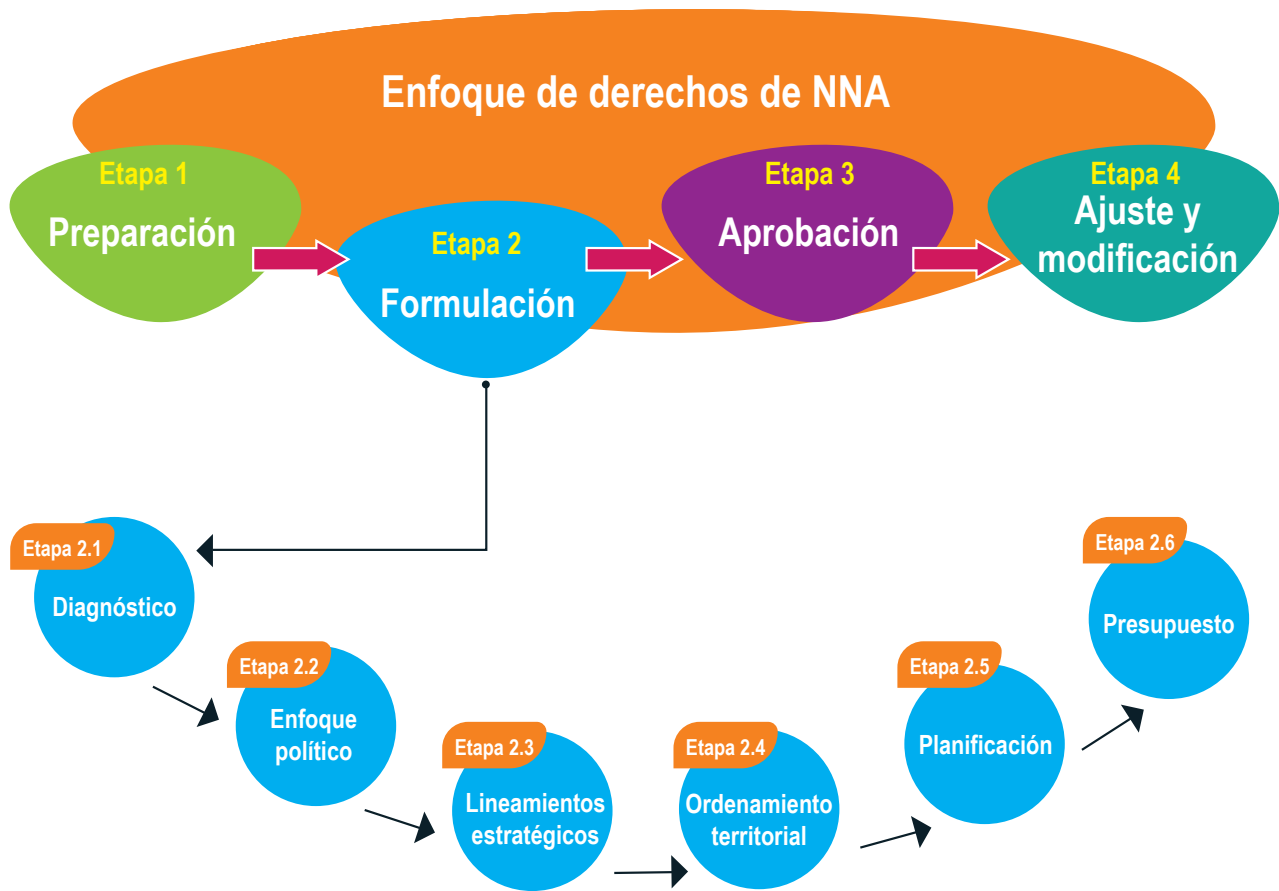 Enfoque de derechos de NNA
Etapa 1
Preparación
Etapa 2
Formulación
Etapa 3
Aprobación
Etapa 4
Ajuste y
modificación
Etapa 2.1
Diagnóstico
Etapa 2.2
Enfoque
político
Etapa 2.3
Lineamientos
estratégicos
Etapa 2.4
Ordenamiento
territorial
Etapa 2.5
Planificación
Etapa 2.6
Presupuesto